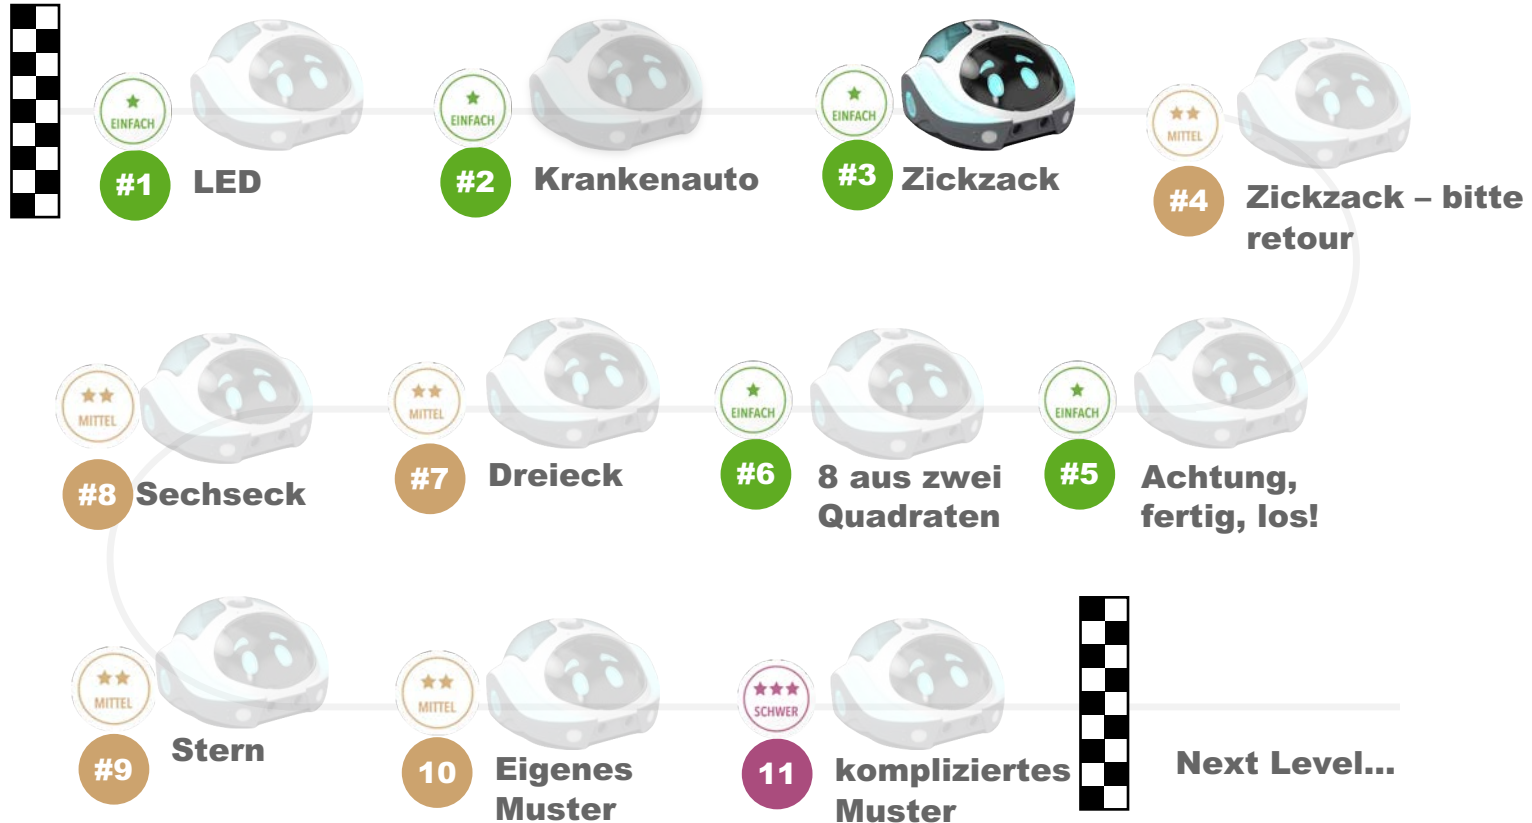 EINFACH
#1
LED
EINFACH
#2
Krankenauto
EINFACH
#3
Zickzack
MITTEL
#4
Zickzack – bitte
retour
MITTEL
#8
Sechseck
MITTEL
#7
Dreieck
EINFACH
#6
8 aus zwei
Quadraten
EINFACH
#5
Achtung,
fertig, los!
MITTEL
#9
Stern
MITTEL
10
Eigenes
Muster
SCHWER
11
kompliziertes
Muster
Next Level...